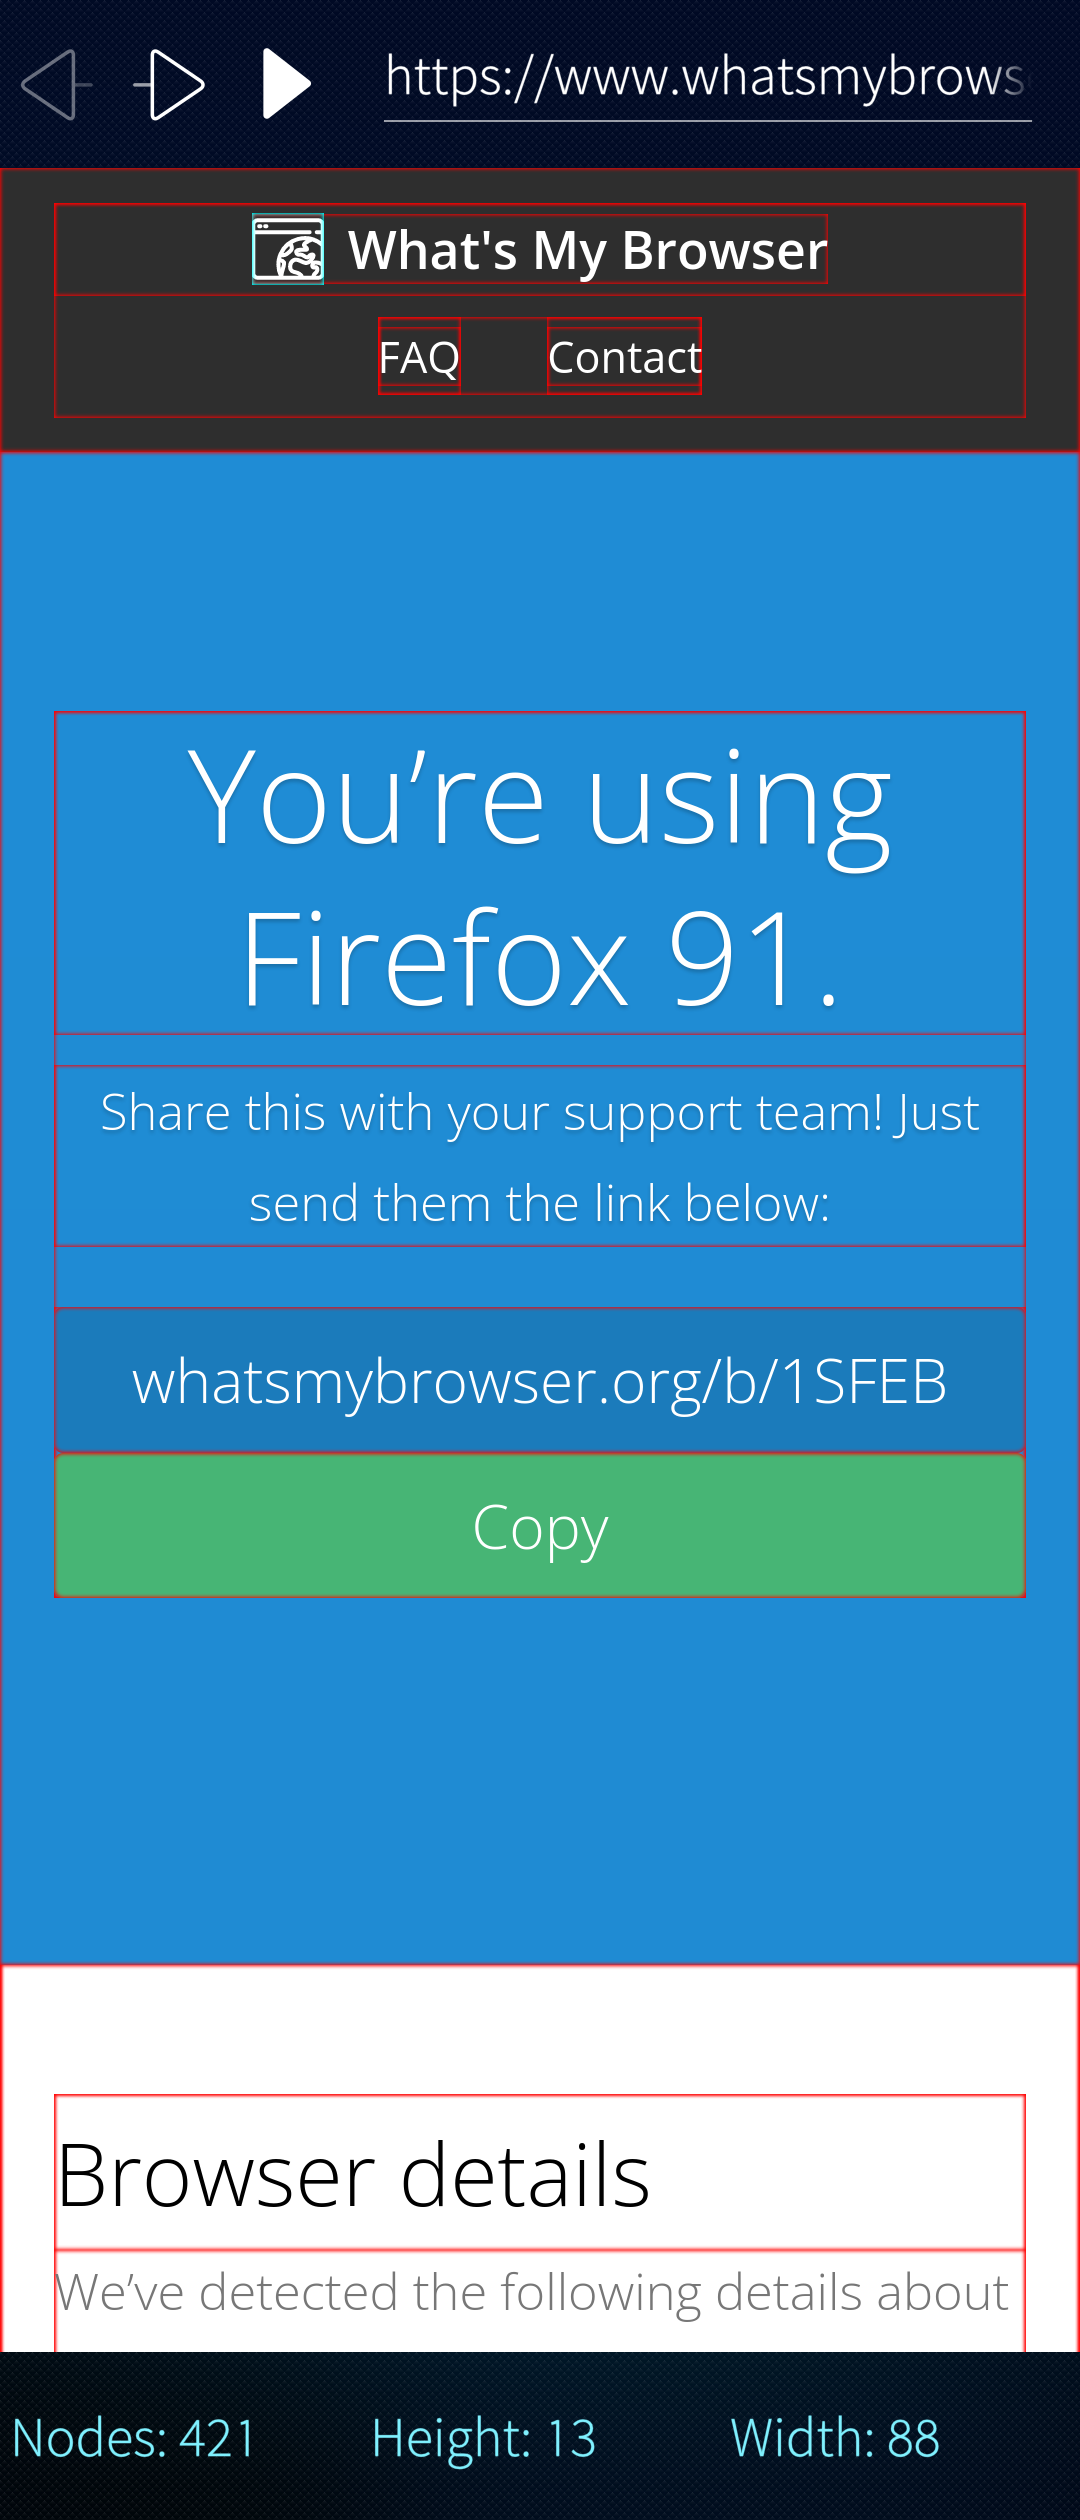 https://www.whatsmybrows
What's My Browser
FAQ Contact
You’re using
Firefox 91.
Share this with your support team! Just
send them the link below:
whatsmybrowser.org/b/1SFEB
Copy
Browser details
We’ve detected the following details about
Nodes: 421 Height: 13 Width: 88